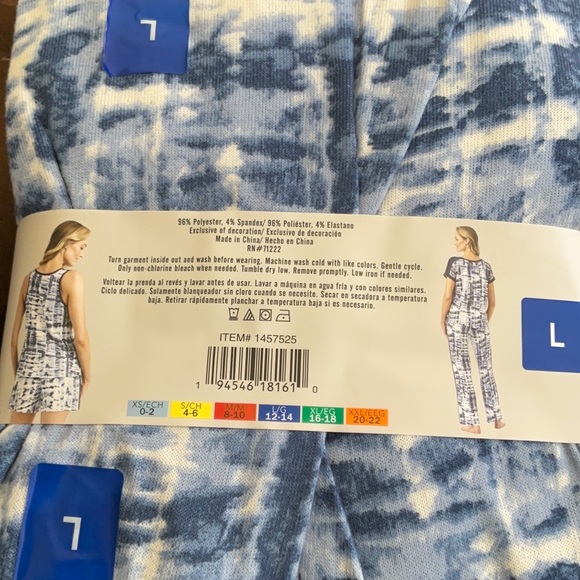 L
96% Polyester, 4% Spandex/ 96% Poliéster, 4% Elastano
Exclusive of decoration/ Exclusivo de decoración
Made in China/ Hecho en China
RN#71222
Turn garment inside out and wash before wearing. Machine wash cold with like colors. Gentle cycle.
Only non-chlorine bleach when needed. Tumble dry low. Remove promptly. Low iron if needed.
Voltear la prenda al revés y lavar antes de usar. Lavar a máquina en agua fría y con colores similares.
Ciclo delicado. Solamente blanqueador sin cloro cuando se necesite. Secar en secadora a temperatura
baja. Retirar rápidamente planchar a temperatura baja si es necesario.
L
ITEM# 1457525
1 94546 18161 0
XS/ECH S/CH M/M L/G XL/EG XXL/EEG
0-2 4-6 8-10 12-14 16-18 20-22
L